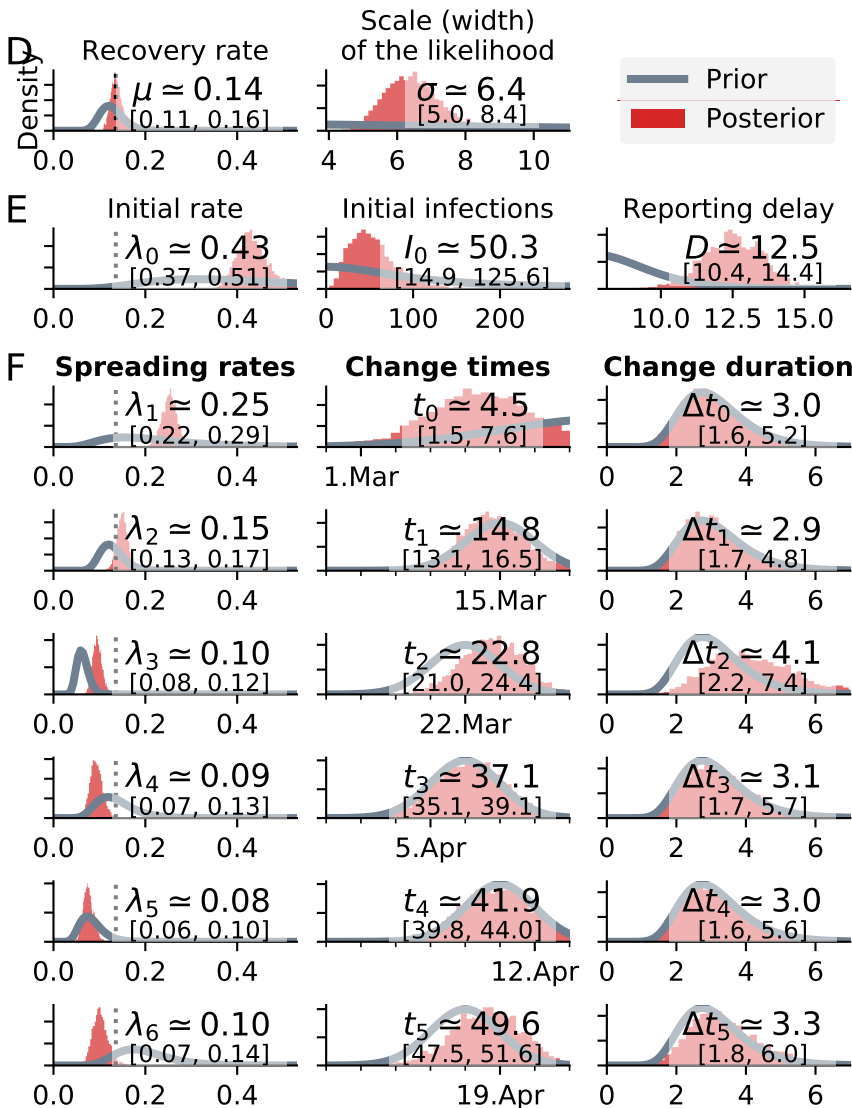 D
Recovery rate
Scale (width)
of the likelihood
Density
μ ≃ 0.14
[0.11, 0.16]
σ ≃ 6.4
[5.0, 8.4]
Prior
Posterior
0.0 0.2 0.4
4 6 8 10
E
Initial rate
Initial infections
Reporting delay
λ0 ≃ 0.43
[0.37, 0.51]
I0 ≃ 50.3
[14.9, 125.6]
D ≃ 12.5
[10.4, 14.4]
0.0 0.2 0.4
0 100 200
10.0 12.5 15.0
F
Spreading rates
Change times
Change duration
λ1 ≃ 0.25
[0.22, 0.29]
t0 ≃ 4.5
[1.5, 7.6]
Δt0 ≃ 3.0
[1.6, 5.2]
0.0 0.2 0.4
1.Mar
0 2 4 6
λ2 ≃ 0.15
[0.13, 0.17]
t1 ≃ 14.8
[13.1, 16.5]
Δt1 ≃ 2.9
[1.7, 4.8]
0.0 0.2 0.4
15.Mar
0 2 4 6
λ3 ≃ 0.10
[0.08, 0.12]
t2 ≃ 22.8
[21.0, 24.4]
Δt2 ≃ 4.1
[2.2, 7.4]
0.0 0.2 0.4
22.Mar
0 2 4 6
λ4 ≃ 0.09
[0.07, 0.13]
t3 ≃ 37.1
[35.1, 39.1]
Δt3 ≃ 3.1
[1.7, 5.7]
0.0 0.2 0.4
5.Apr
0 2 4 6
λ5 ≃ 0.08
[0.06, 0.10]
t4 ≃ 41.9
[39.8, 44.0]
Δt4 ≃ 3.0
[1.6, 5.6]
0.0 0.2 0.4
12.Apr
0 2 4 6
λ6 ≃ 0.10
[0.07, 0.14]
t5 ≃ 49.6
[47.5, 51.6]
Δt5 ≃ 3.3
[1.8, 6.0]
0.0 0.2 0.4
19.Apr
0 2 4 6